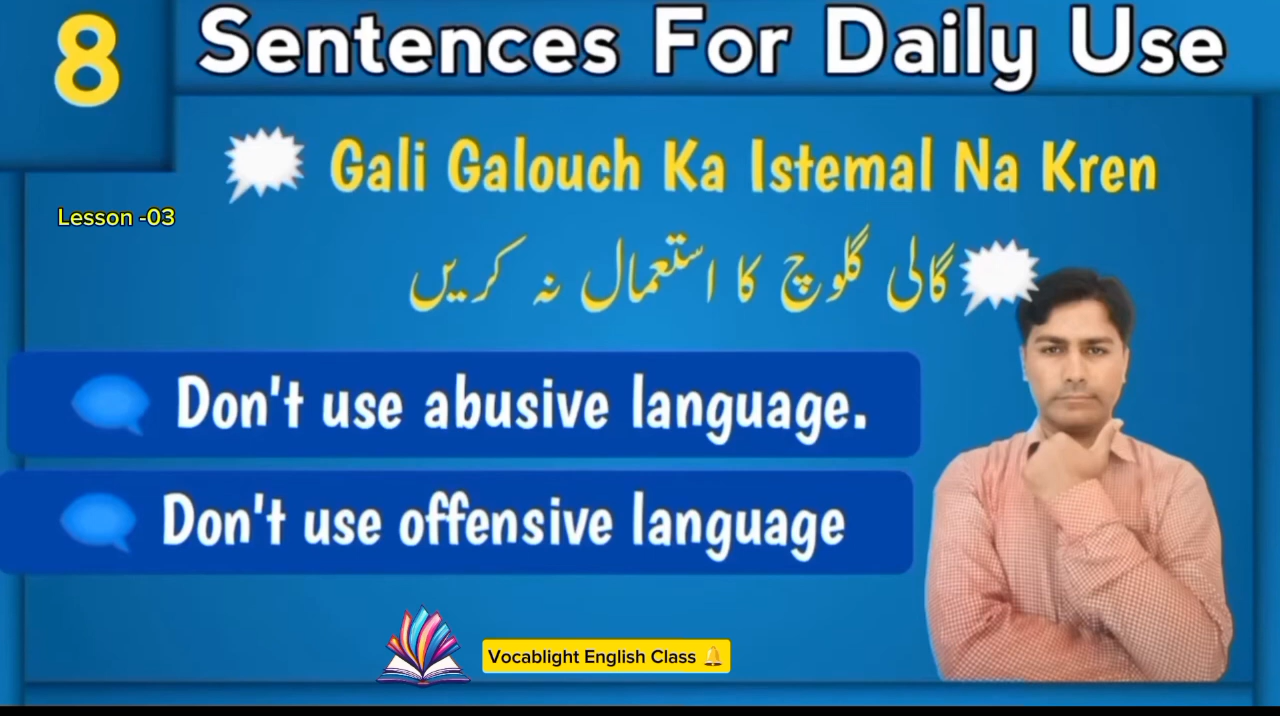 8
Sentences For Daily Use
Gali Galouch Ka Istemal Na Kren
Lesson -03
گالی گلوچ کا استعمال نہ کریں
Don't use abusive language.
Don't use offensive language
Vocablight English Class 🔔